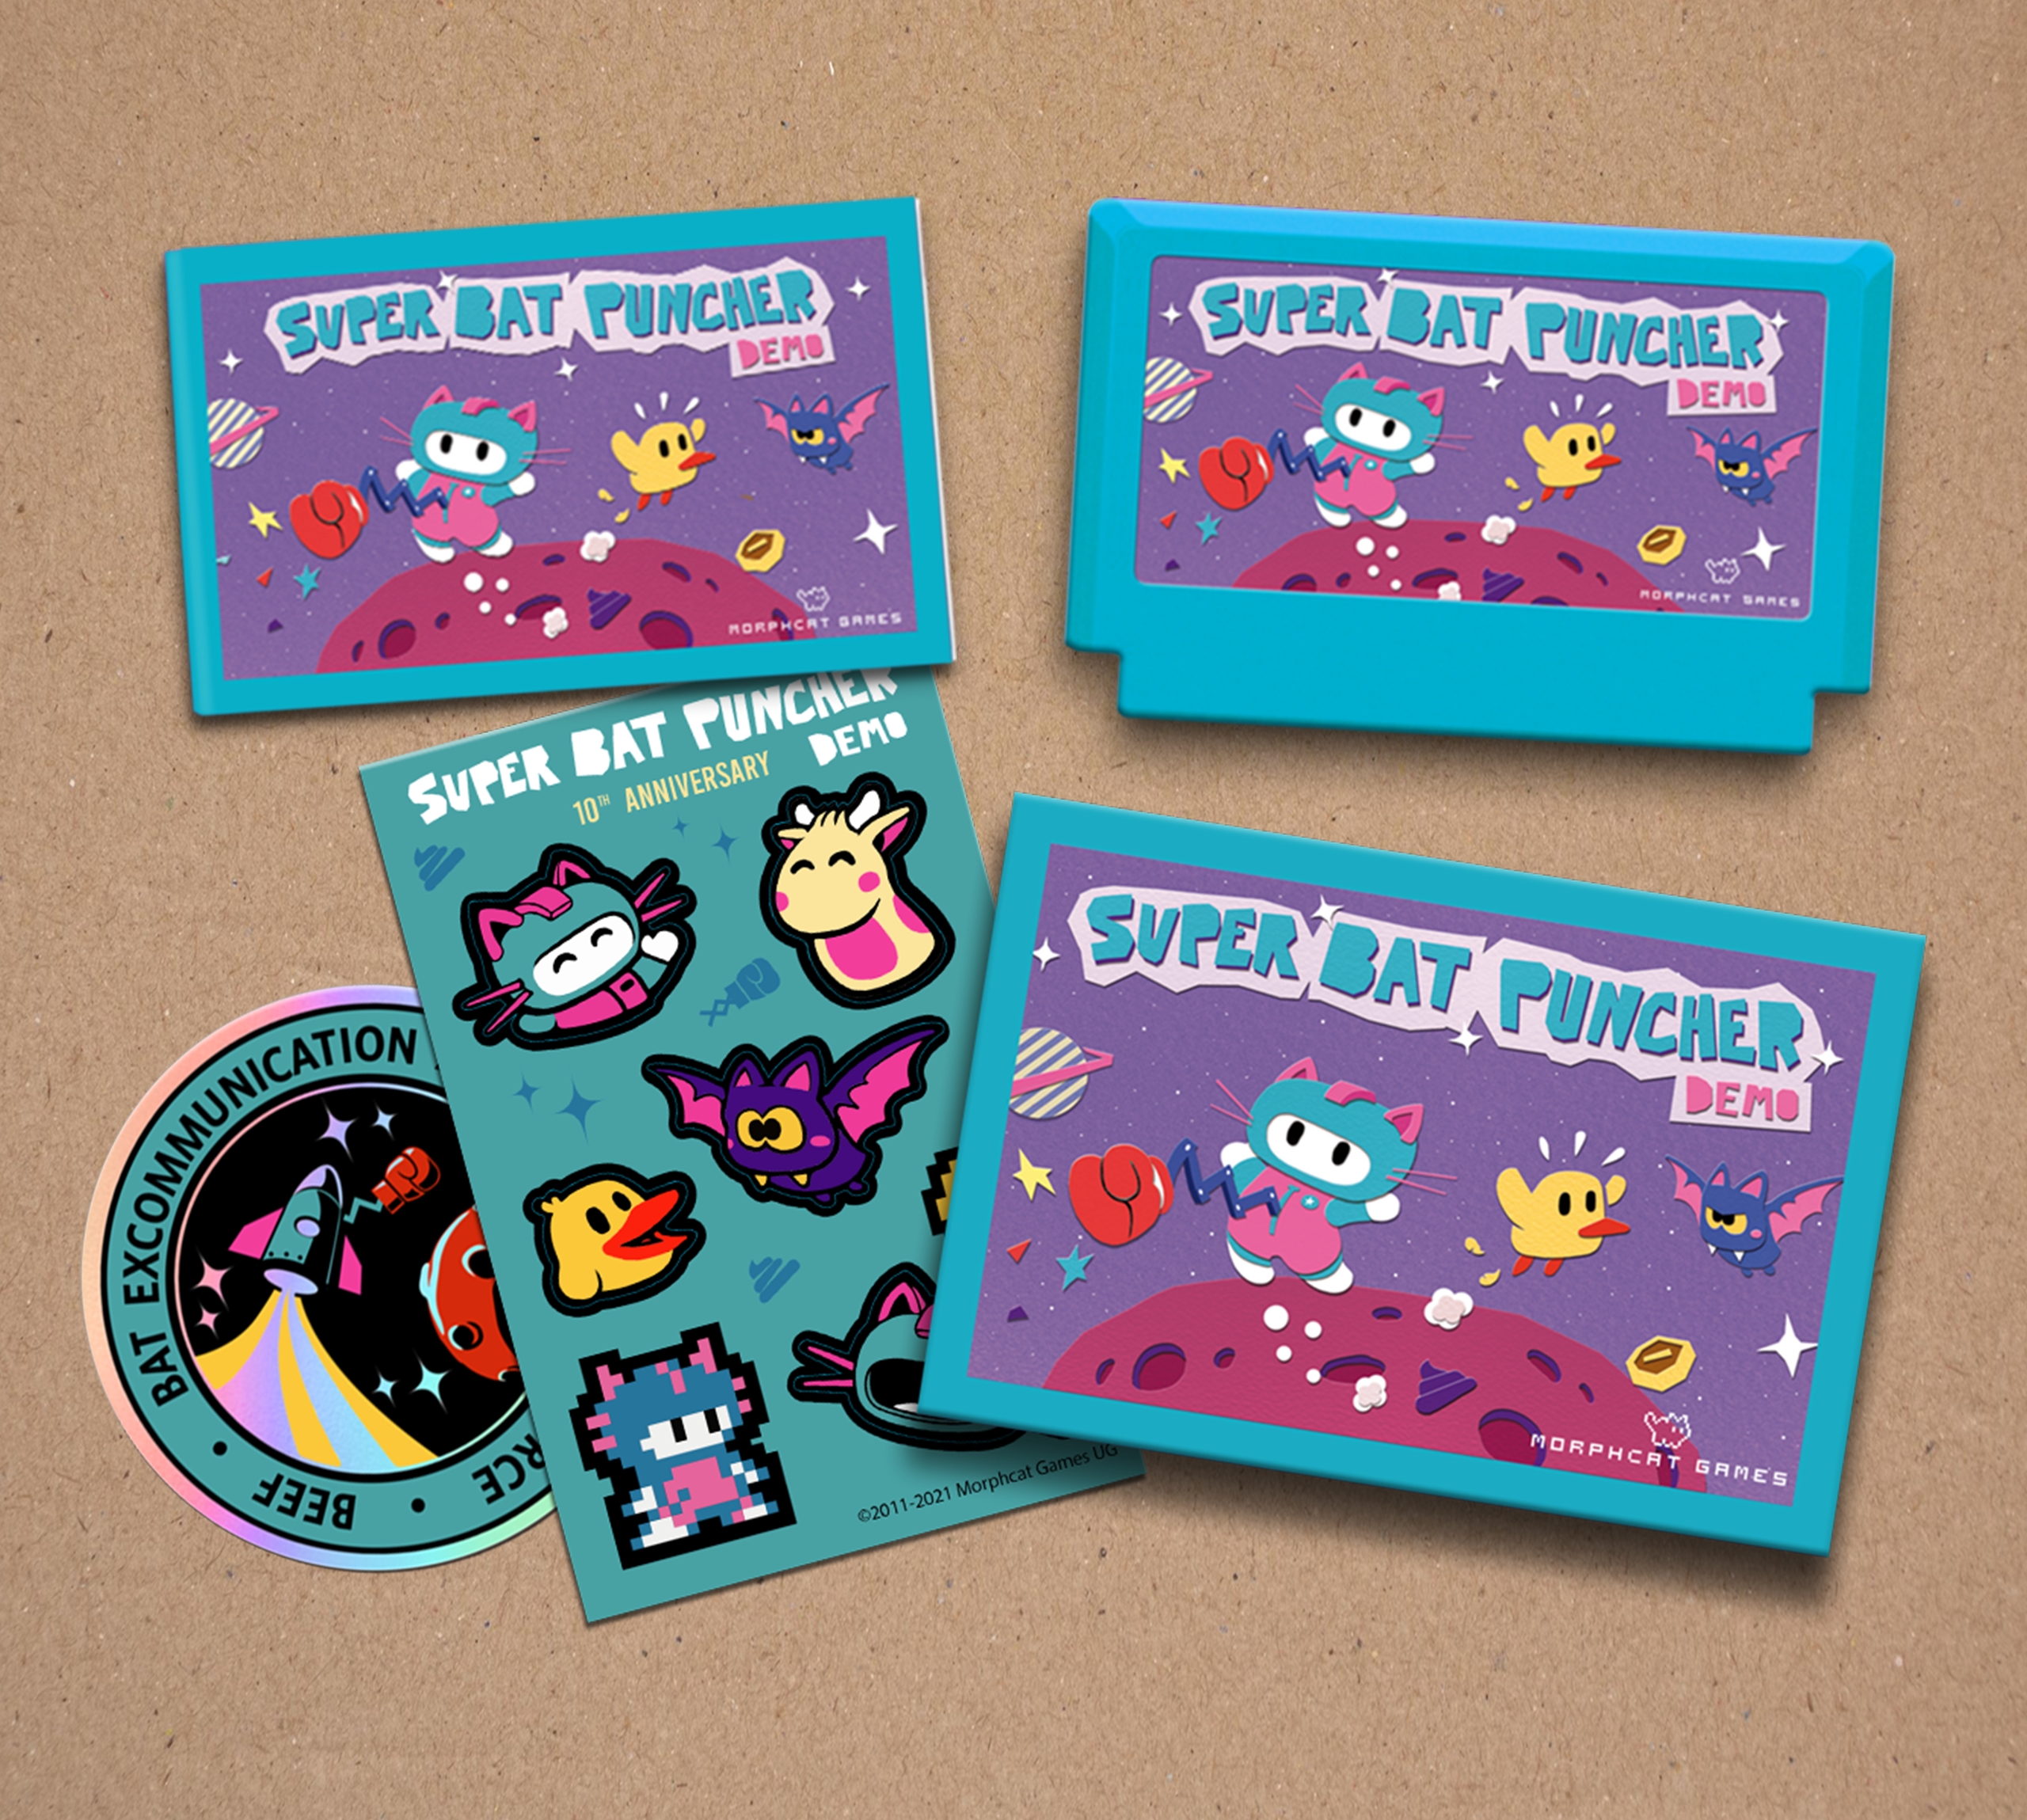 SUPER BAT PUNCHER
DEMO
MORPHCAT GAMES
SUPER BAT PUNCHER
DEMO
MORPHCAT GAMES
SUPER BAT PUNCHER
DEMO
10TH ANNIVERSARY
©2011-2021 Morphcat Games UG
BAT EXCOMMUNICATION
RCE
BEEF
SUPER BAT PUNCHER
DEMO
MORPHCAT GAMES